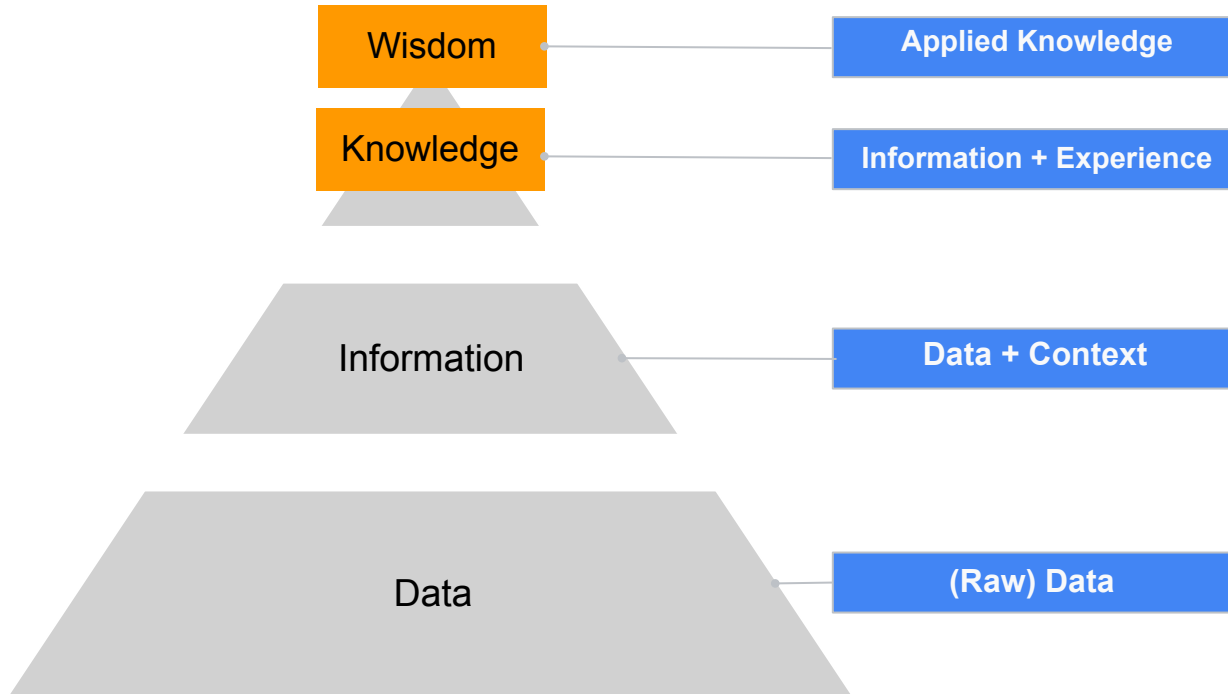 Wisdom
Applied Knowledge
Knowledge
Information + Experience
Information
Data + Context
Data
(Raw) Data